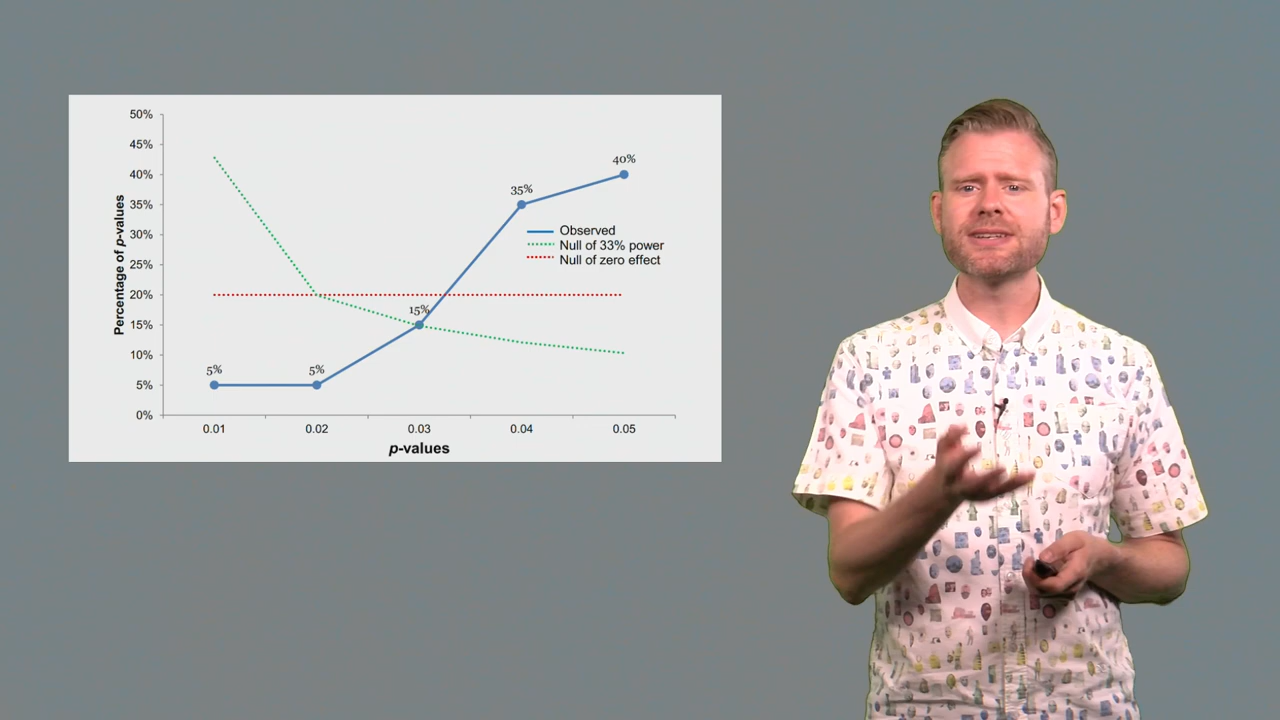 50%
45%
40%
35%
30%
25%
20%
15%
10%
5%
0%
Percentage of p-values
5%
5%
15%
35%
40%
Observed
Null of 33% power
Null of zero effect
0.01 0.02 0.03 0.04 0.05
p-values